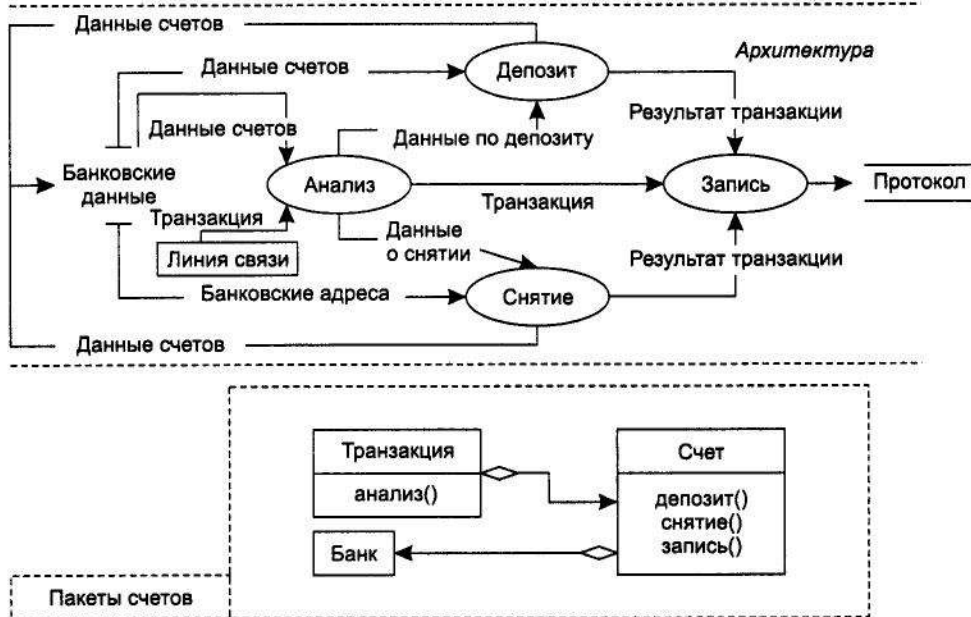 Данные счетов
Архитектура
Данные счетов
Депозит
Результат транзакции
Данные счетов
Данные по депозиту
Банковские
данные
Анализ
Транзакция
Запись
Протокол
Транзакция
Линия связи
Данные
о снятии
Результат транзакции
Банковские адреса
Снятие
Данные счетов
Транзакция
анализ()
Счет
депозит()
снятие()
запись()
Банк
Пакеты счетов